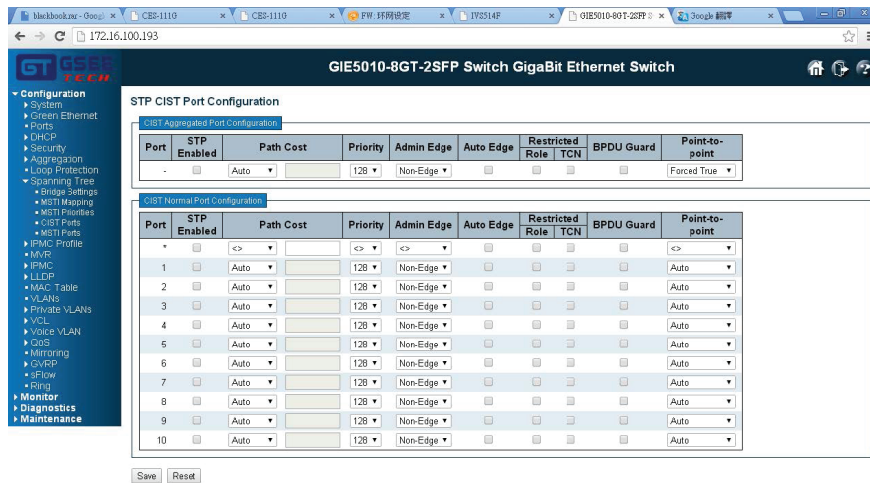 blackbook.rar - Googl
CES-111G
CES-111G
FW: 环网设定
IVS514F
GIE5010-8GT-2SFP S
Google 翻譯
172.16.100.193
GT GSSE TECH
GIE5010-8GT-2SFP Switch GigaBit Ethernet Switch
Configuration
System
Green Ethernet
Ports
DHCP
Security
Aggregation
Loop Protection
Spanning Tree
Bridge Settings
MSTI Mapping
MSTI Priorities
CIST Ports
MSTI Ports
IPMC Profile
MVR
IPMC
LLDP
MAC Table
VLANs
Private VLANs
VCL
Voice VLAN
QoS
Mirroring
GVRP
sFlow
Ring
Monitor
Diagnostics
Maintenance
STP CIST Port Configuration
CIST Aggregated Port Configuration
Port STP Enabled Path Cost Priority Admin Edge Auto Edge Restricted Role TCN BPDU Guard Point-to-point
- Auto 128 Non-Edge Forced True
CIST Normal Port Configuration
Port STP Enabled Path Cost Priority Admin Edge Auto Edge Restricted Role TCN BPDU Guard Point-to-point
* <> <> <> <>
1 Auto 128 Non-Edge Auto
2 Auto 128 Non-Edge Auto
3 Auto 128 Non-Edge Auto
4 Auto 128 Non-Edge Auto
5 Auto 128 Non-Edge Auto
6 Auto 128 Non-Edge Auto
7 Auto 128 Non-Edge Auto
8 Auto 128 Non-Edge Auto
9 Auto 128 Non-Edge Auto
10 Auto 128 Non-Edge Auto
Save Reset